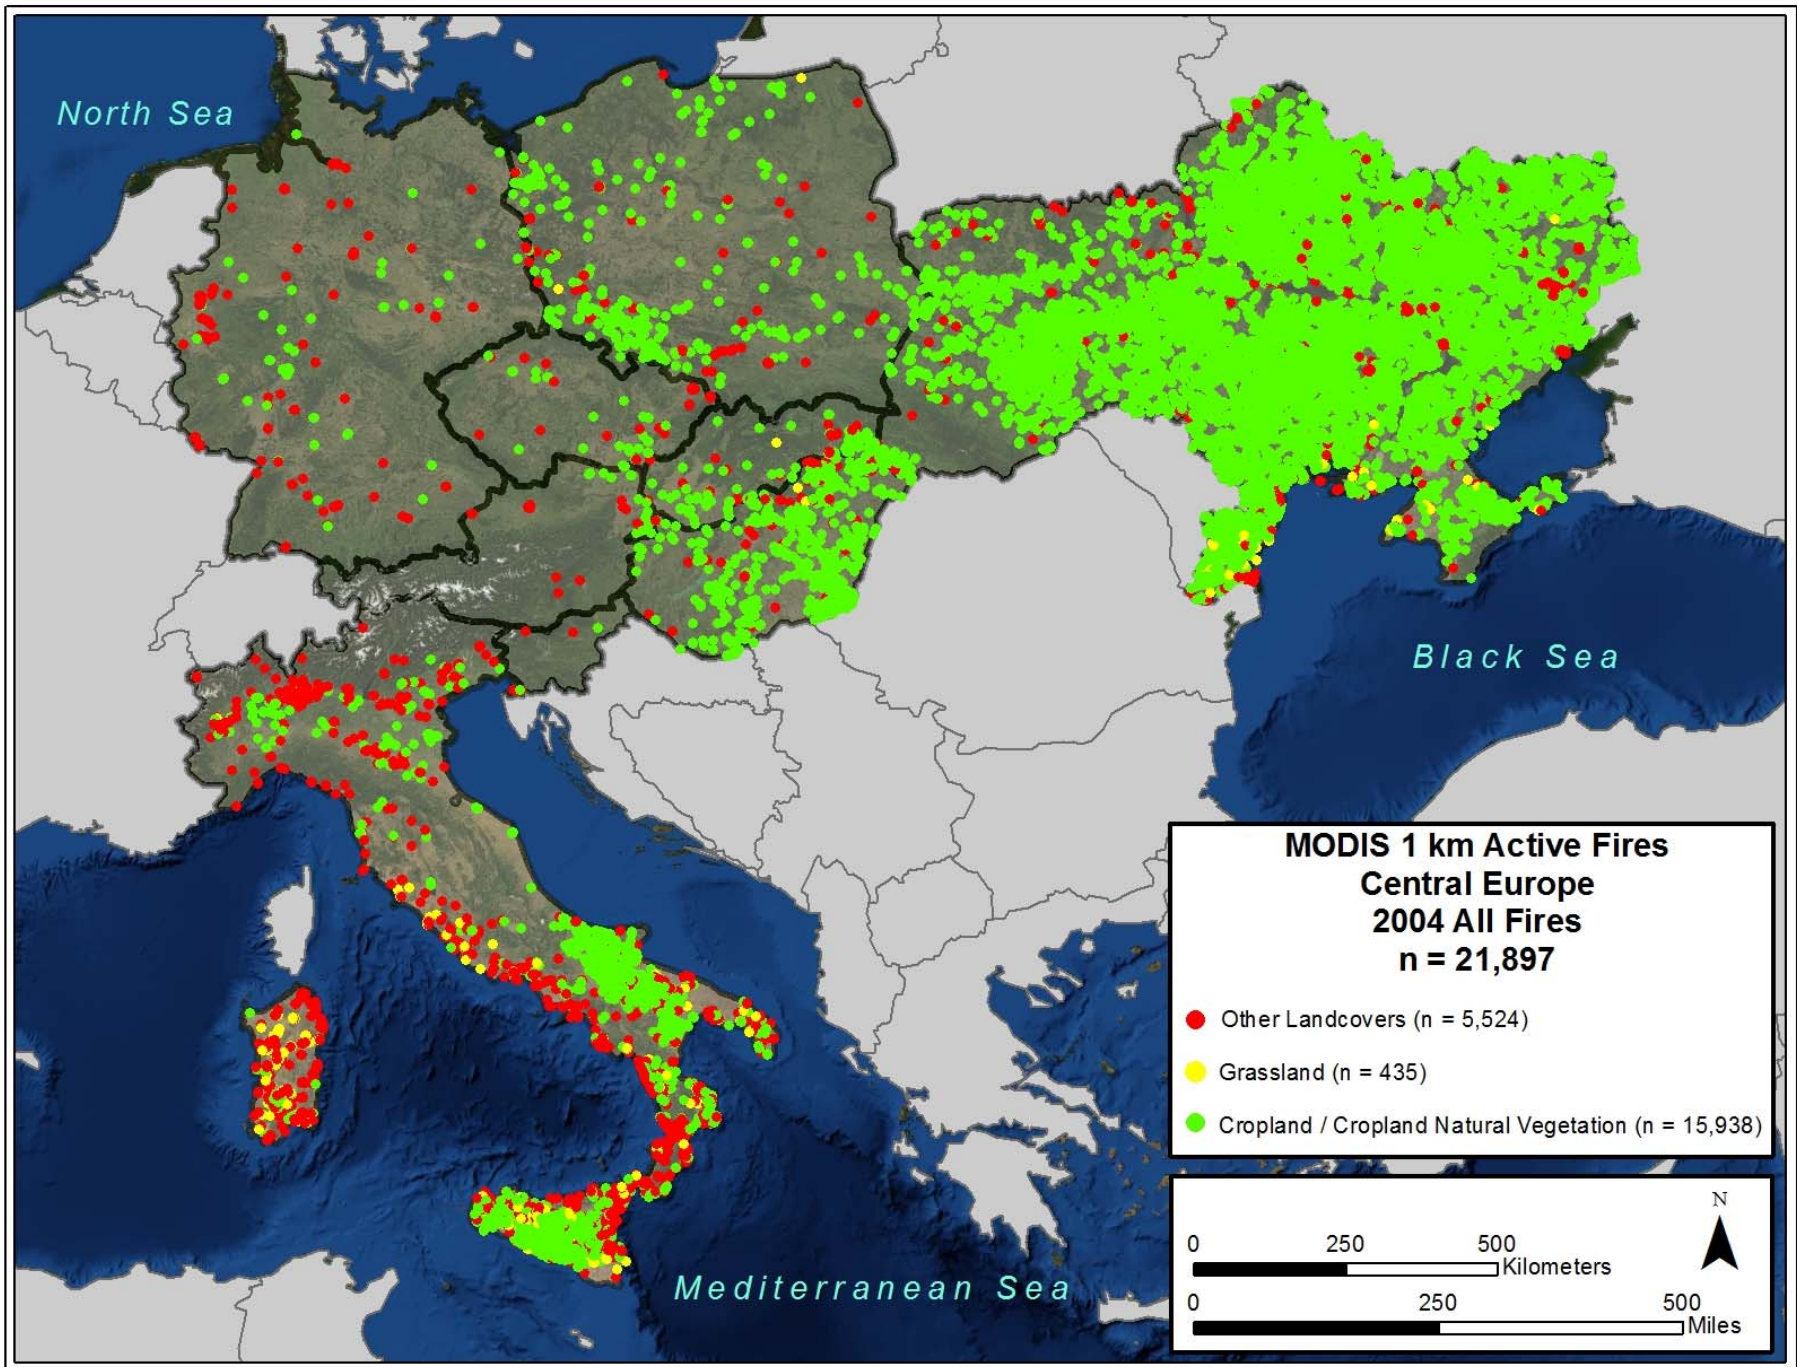 North Sea
Black Sea
Mediterranean Sea
MODIS 1 km Active Fires
Central Europe
2004 All Fires
n = 21,897
Other Landcovers (n = 5,524)
Grassland (n = 435)
Cropland / Cropland Natural Vegetation (n = 15,938)
N
0 250 500
Kilometers
0 250 500
Miles